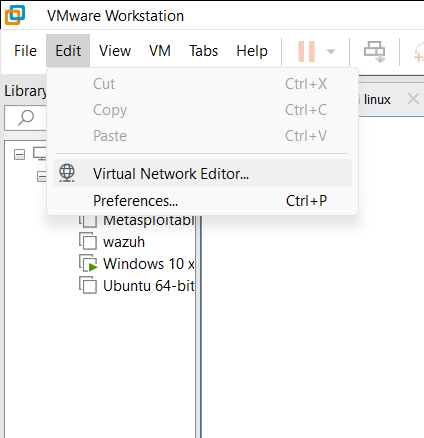 VMware Workstation
File Edit View VM Tabs Help
Library
linux
Cut Ctrl+X
Copy Ctrl+C
Paste Ctrl+V
Virtual Network Editor...
Preferences... Ctrl+P
Metasploitabl
wazuh
Windows 10 x
Ubuntu 64-bit